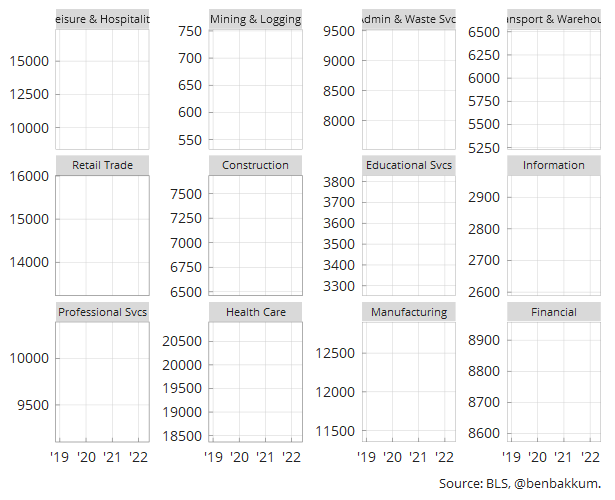 eisure & Hospitalit
Mining & Logging
Admin & Waste Svc
ansport & Warehou
15000
12500
10000
750
700
650
600
550
9500
9000
8500
8000
6500
6250
6000
5750
5500
5250
Retail Trade
Construction
Educational Svcs
Information
16000
15000
14000
7500
7250
7000
6750
6500
3800
3700
3600
3500
3400
3300
2900
2800
2700
2600
Professional Svcs
Health Care
Manufacturing
Financial
10000
9500
20500
20000
19500
19000
18500
12500
12000
11500
8900
8800
8700
8600
'19 '20 '21 '22
'19 '20 '21 '22
'19 '20 '21 '22
'19 '20 '21 '22
Source: BLS, @benbakkum.